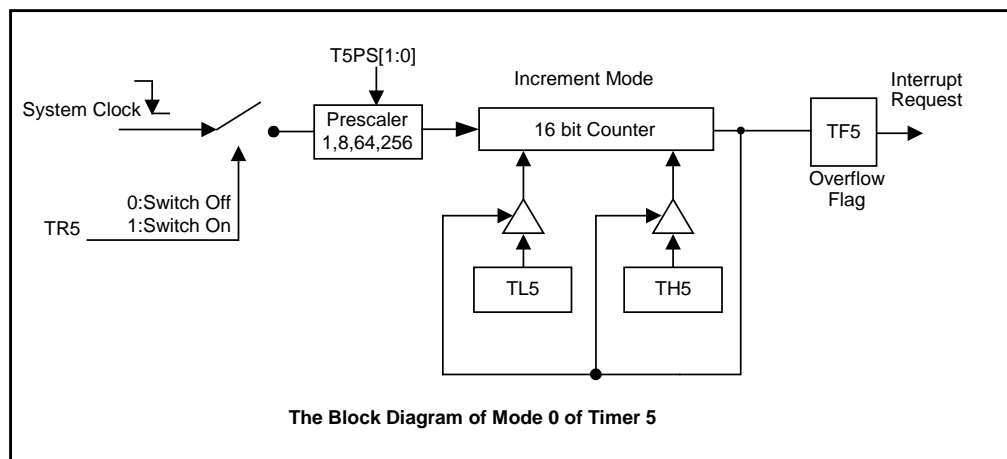 T5PS[1:0]
Increment Mode
Interrupt
Request
System Clock
Prescaler
1,8,64,256
16 bit Counter
TF5
Overflow
Flag
0:Switch Off
1:Switch On
TR5
TL5
TH5
The Block Diagram of Mode 0 of Timer 5